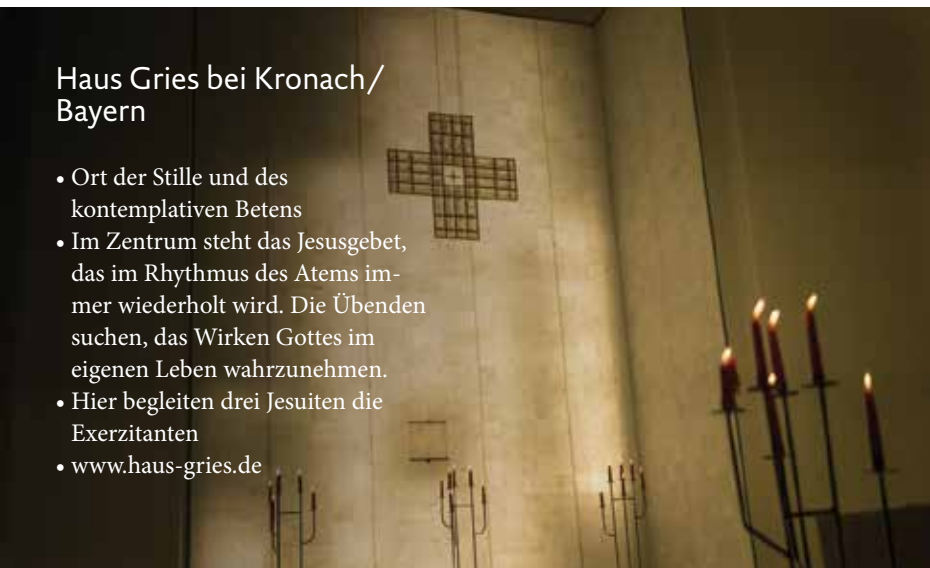 Haus Gries bei Kronach/
Bayern
• Ort der Stille und des
kontemplativen Betens
• Im Zentrum steht das Jesusgebet,
das im Rhythmus des Atems im-
mer wiederholt wird. Die Übenden
suchen, das Wirken Gottes im
eigenen Leben wahrzunehmen.
• Hier begleiten drei Jesuiten die
Exerzitanten
• www.haus-gries.de